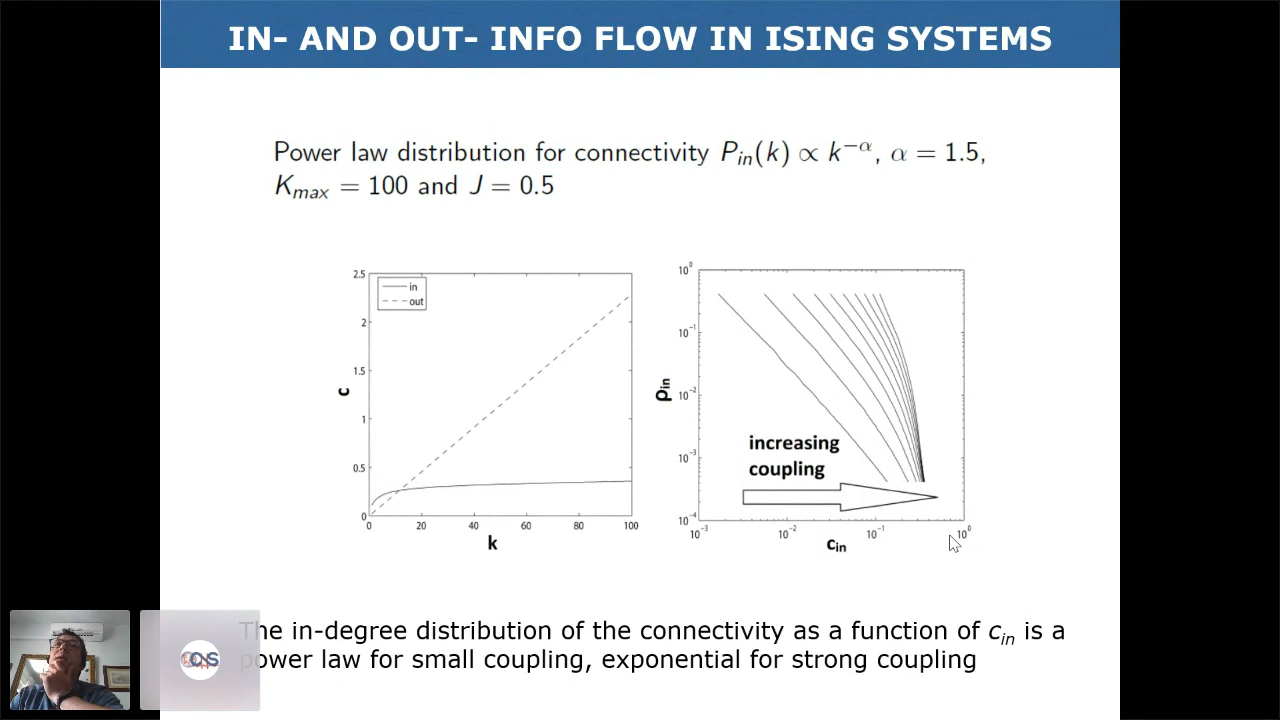 IN- AND OUT- INFO FLOW IN ISING SYSTEMS
Power law distribution for connectivity P_in(k) ∝ k^−α, α = 1.5,
K_max = 100 and J = 0.5
2.5
2
1.5
1
0.5
0
c
in
out
0 20 40 60 80 100
k
10^0
10^-1
10^-2
10^-3
10^-4
ρ_in
increasing
coupling
10^-3 10^-2 10^-1 10^0
c_in
The in-degree distribution of the connectivity as a function of c_in is a
power law for small coupling, exponential for strong coupling